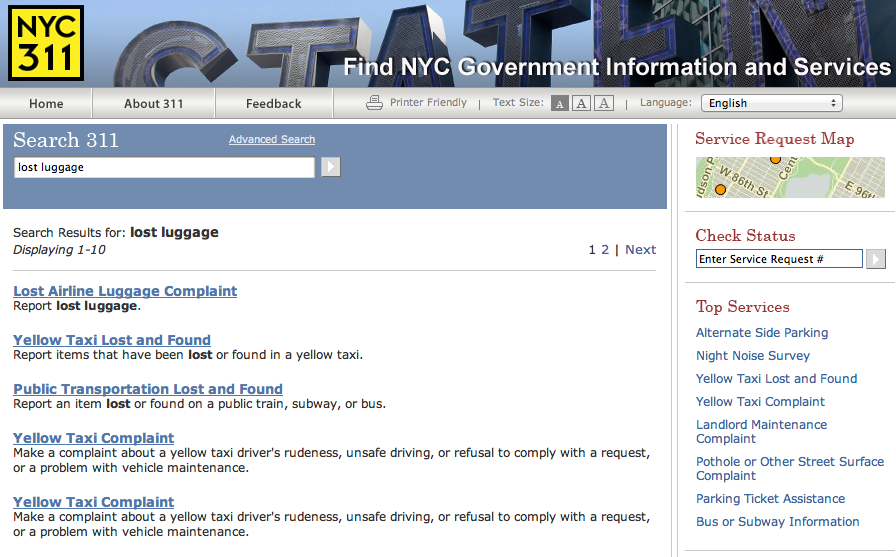 NYC
311
STATEN
Find NYC Government Information and Services
Home
About 311
Feedback
Printer Friendly
|
Text Size:
A
A
A
|
Language:
English
Search 311
Advanced Search
lost luggage
Search Results for: lost luggage
Displaying 1-10
1 2 | Next
Lost Airline Luggage Complaint
Report lost luggage.
Yellow Taxi Lost and Found
Report items that have been lost or found in a yellow taxi.
Public Transportation Lost and Found
Report an item lost or found on a public train, subway, or bus.
Yellow Taxi Complaint
Make a complaint about a yellow taxi driver's rudeness, unsafe driving, or refusal to comply with a request,
or a problem with vehicle maintenance.
Yellow Taxi Complaint
Make a complaint about a yellow taxi driver's rudeness, unsafe driving, or refusal to comply with a request,
or a problem with vehicle maintenance.
Service Request Map
dson P
W 86th St
Cent
E 96t
Check Status
Enter Service Request #
Top Services
Alternate Side Parking
Night Noise Survey
Yellow Taxi Lost and Found
Yellow Taxi Complaint
Landlord Maintenance
Complaint
Pothole or Other Street Surface
Complaint
Parking Ticket Assistance
Bus or Subway Information